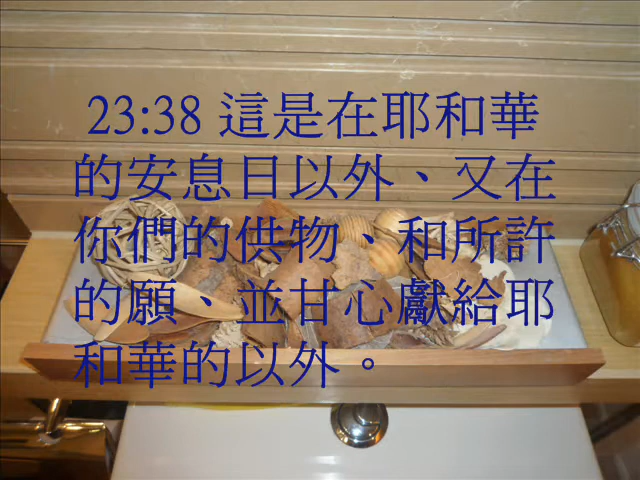 23:38 這是在耶和華
的安息日以外、又在
你們的供物、和所許
的願、並甘心獻給耶
和華的以外。